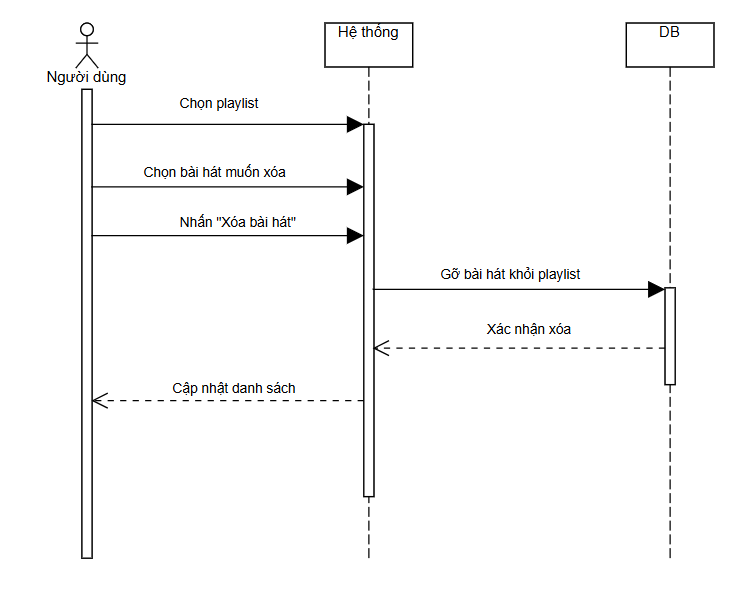 Hệ thống
DB
Người dùng
Chọn playlist
Chọn bài hát muốn xóa
Nhấn "Xóa bài hát"
Gỡ bài hát khỏi playlist
Xác nhận xóa
Cập nhật danh sách